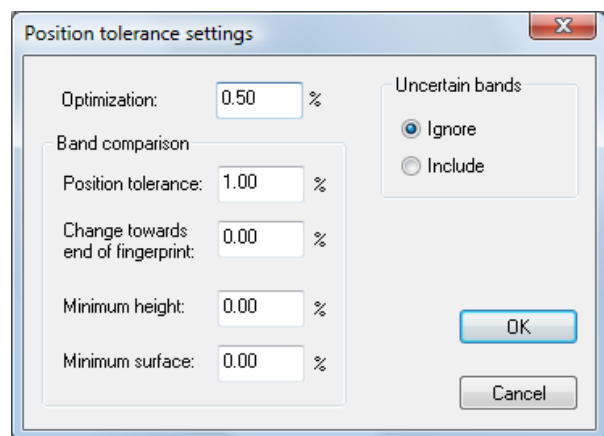 Position tolerance settings
Optimization: 0.50 %
Uncertain bands
Ignore
Include
Band comparison
Position tolerance: 1.00 %
Change towards
end of fingerprint: 0.00 %
Minimum height: 0.00 %
Minimum surface: 0.00 %
OK
Cancel